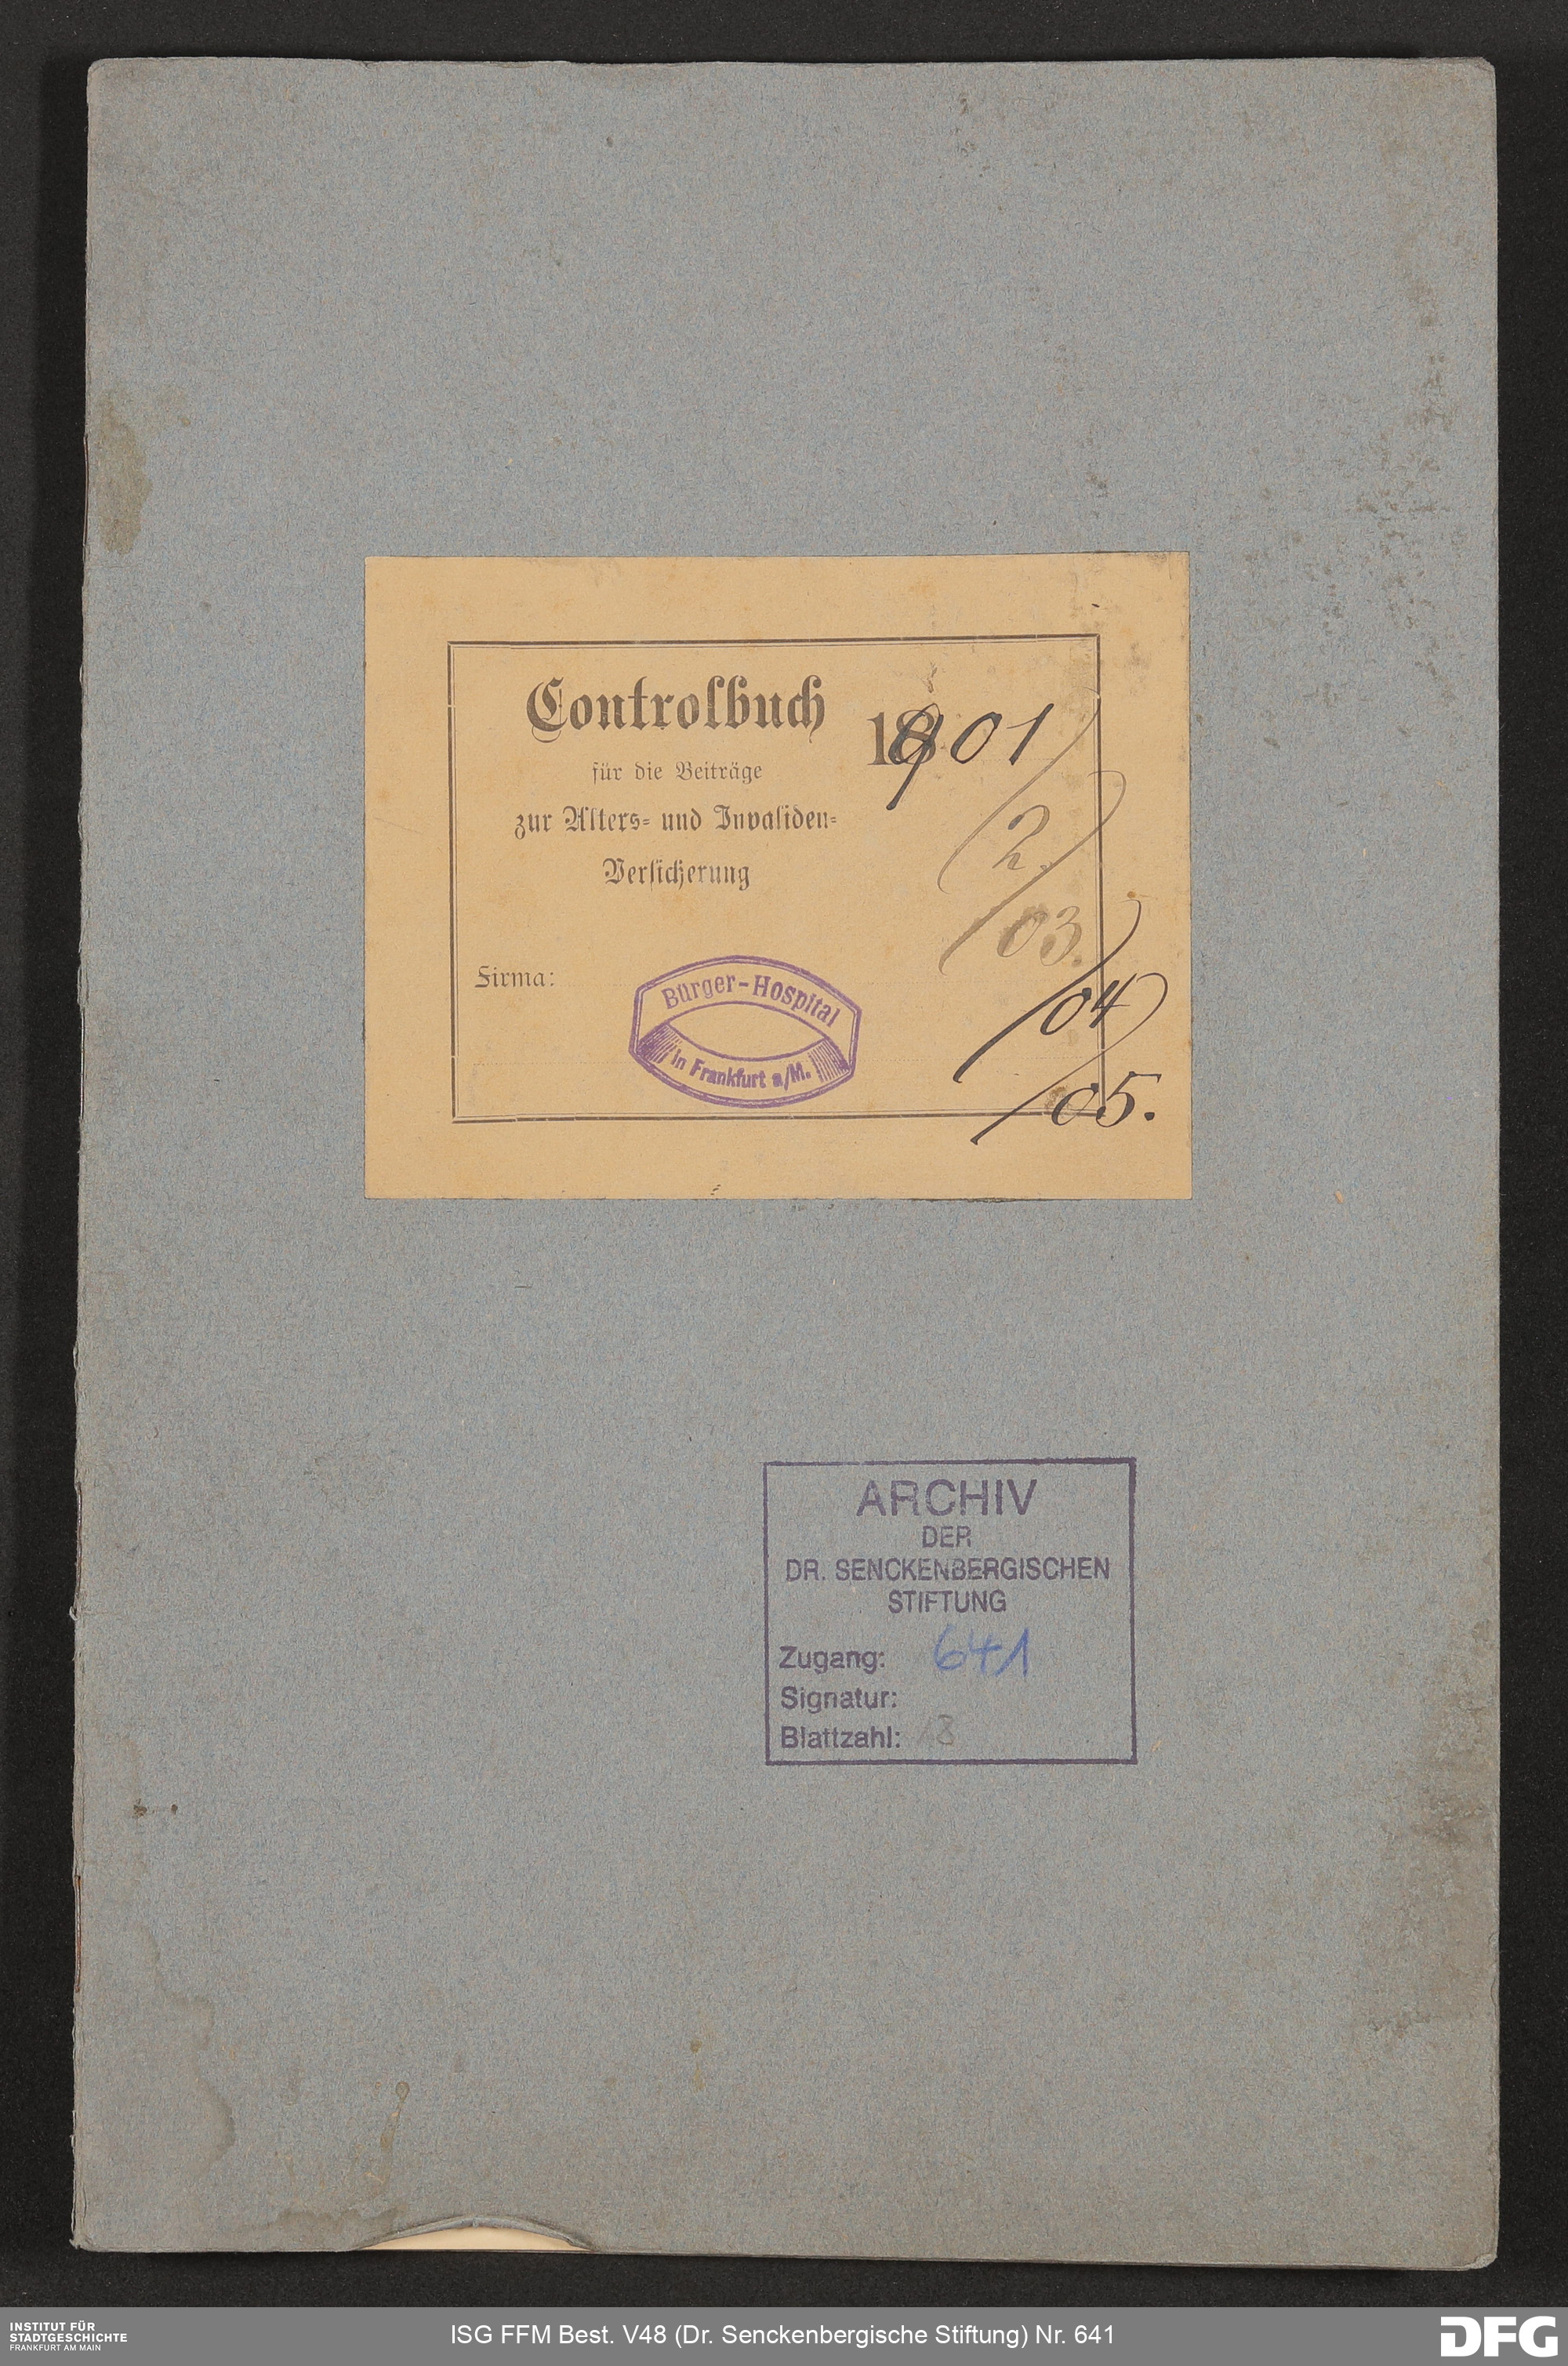 Controlbuch
für die Beiträge
zur Alters- und Invaliden-
Versicherung
1901
2.
03.
04
05.
Firma:
Bürger-Hospital
in Frankfurt a/M.
ARCHIV
DER
DR. SENCKENBERGISCHEN
STIFTUNG
Zugang: 641
Signatur:
Blattzahl: 18
INSTITUT FÜR
STADTGESCHICHTE
FRANKFURT AM MAIN
ISG FFM Best. V48 (Dr. Senckenbergische Stiftung) Nr. 641
DFG